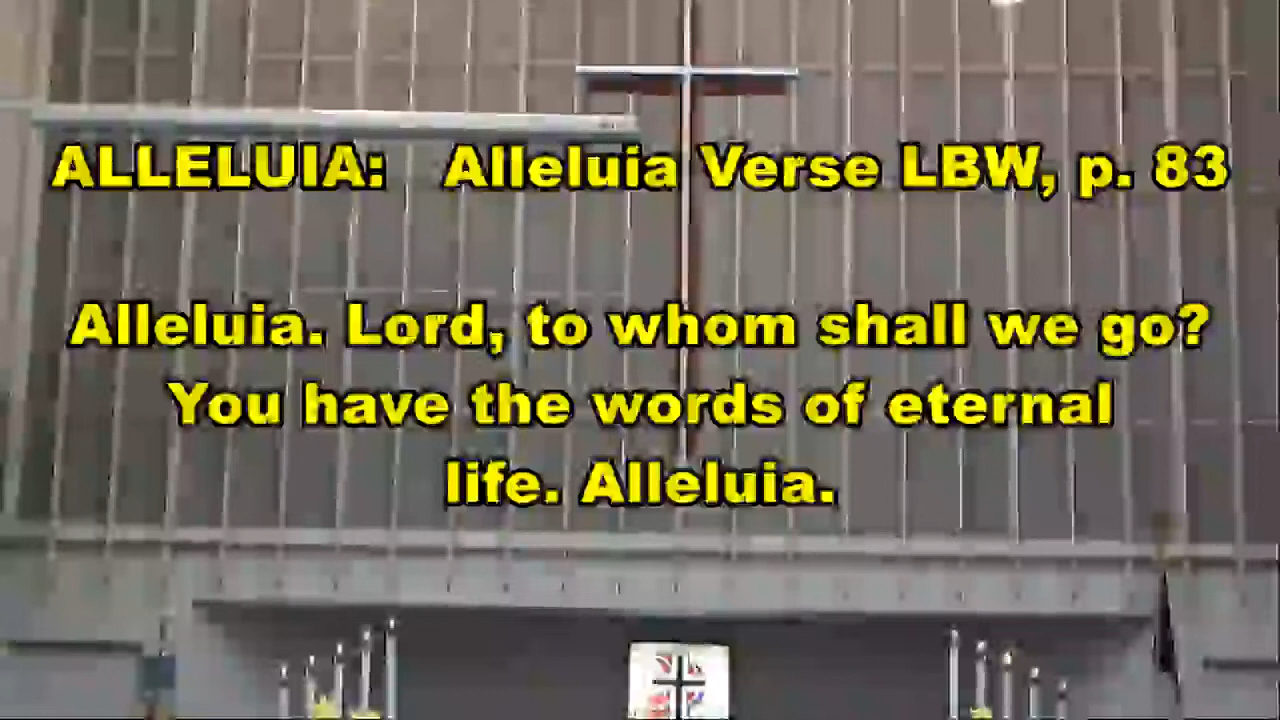 ALLELUIA: Alleluia Verse LBW, p. 83
Alleluia. Lord, to whom shall we go?
You have the words of eternal
life. Alleluia.